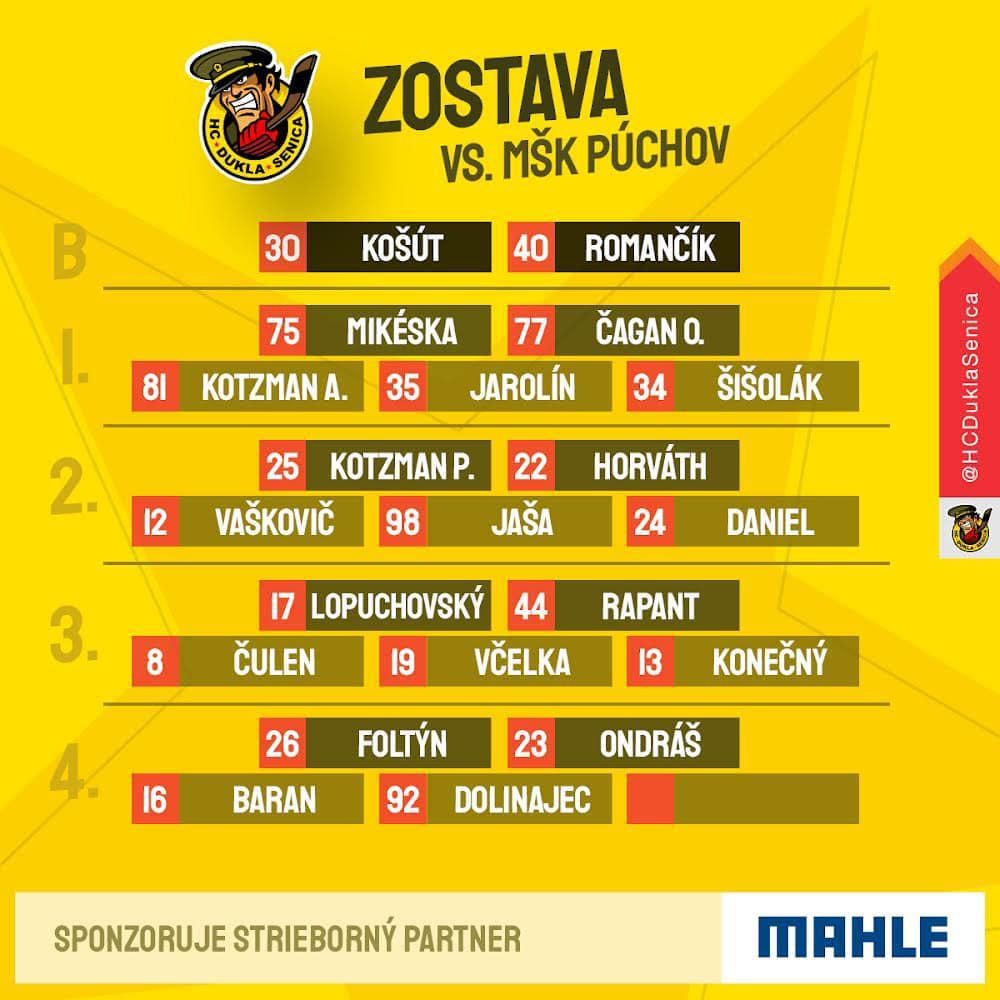 HC DUKLA SENICA
ZOSTAVA
VS. MŠK PÚCHOV
B
30 KOŠÚT 40 ROMANČÍK
1.
75 MIKÉSKA 77 ČAGAN O.
81 KOTZMAN A. 35 JAROLÍN 34 ŠIŠOLÁK
2.
25 KOTZMAN P. 22 HORVÁTH
12 VAŠKOVIČ 98 JAŠA 24 DANIEL
3.
17 LOPUCHOVSKÝ 44 RAPANT
8 ČULEN 19 VČELKA 13 KONEČNÝ
4.
26 FOLTÝN 23 ONDRÁŠ
16 BARAN 92 DOLINAJEC
@HCDuklaSenica
HC DUKLA SENICA
SPONZORUJE STRIEBORNÝ PARTNER
MAHLE